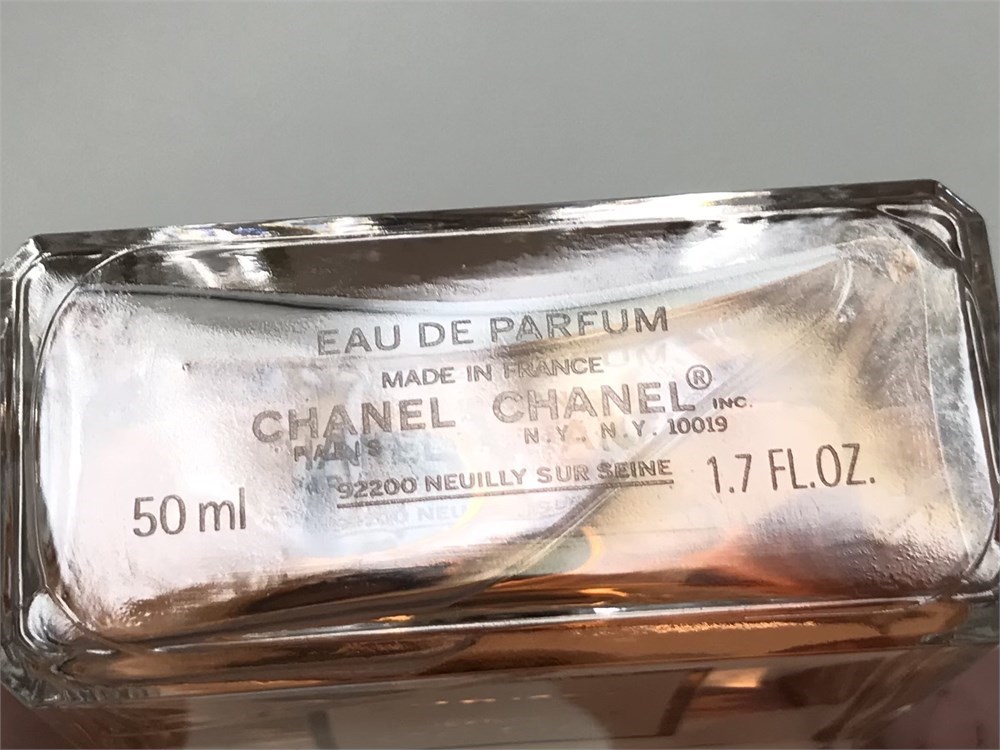 EAU DE PARFUM
MADE IN FRANCE
CHANEL CHANEL® INC.
PARIS N.Y. N.Y. 10019
92200 NEUILLY SUR SEINE
50 ml 1.7 FL.OZ.